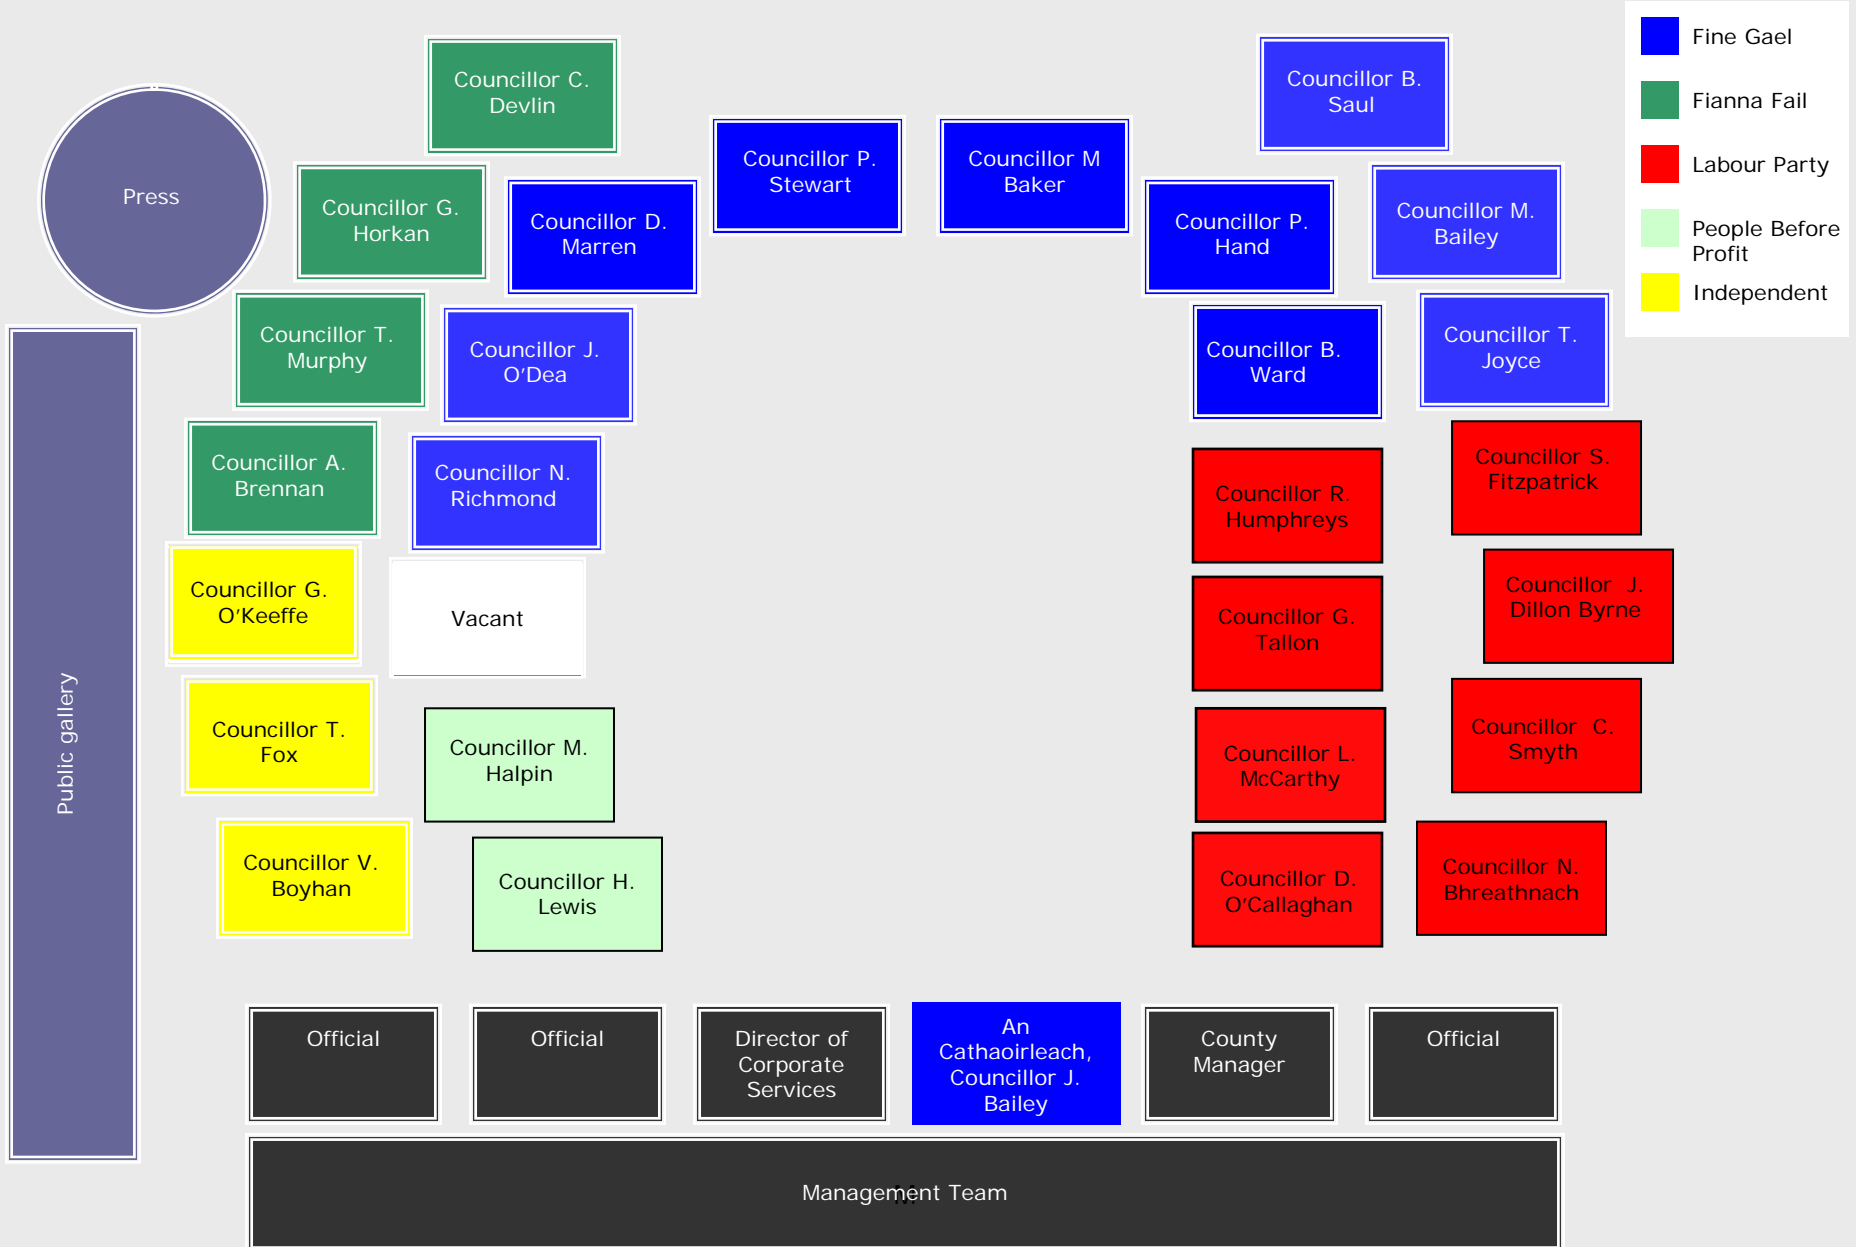 Fine Gael
Fianna Fail
Labour Party
People Before
Profit
Independent
Councillor C.
Devlin
Councillor B.
Saul
Press
Councillor P.
Stewart
Councillor M
Baker
Councillor G.
Horkan
Councillor D.
Marren
Councillor P.
Hand
Councillor M.
Bailey
Councillor T.
Murphy
Councillor J.
O’Dea
Councillor B.
Ward
Councillor T.
Joyce
Councillor A.
Brennan
Councillor N.
Richmond
Councillor R.
Humphreys
Councillor S.
Fitzpatrick
Councillor G.
O’Keeffe
Vacant
Councillor G.
Tallon
Councillor  J.
Dillon Byrne
Public gallery
Councillor T.
Fox
Councillor M.
Halpin
Councillor L.
McCarthy
Councillor  C.
Smyth
Councillor V.
Boyhan
Councillor H.
Lewis
Councillor D.
O’Callaghan
Councillor N.
Bhreathnach
Official
Official
Director of
Corporate
Services
An
Cathaoirleach,
Councillor J.
Bailey
County
Manager
Official
Management Team